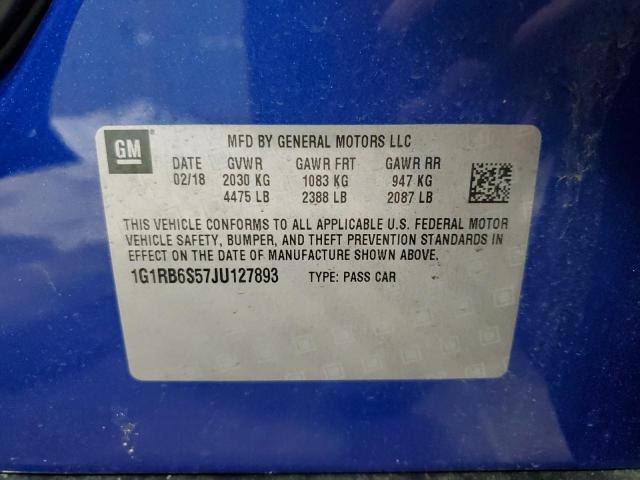 GM
MFD BY GENERAL MOTORS LLC
DATE GVWR GAWR FRT GAWR RR
02/18 2030 KG 1083 KG 947 KG
4475 LB 2388 LB 2087 LB
THIS VEHICLE CONFORMS TO ALL APPLICABLE U.S. FEDERAL MOTOR
VEHICLE SAFETY, BUMPER, AND THEFT PREVENTION STANDARDS IN
EFFECT ON THE DATE OF MANUFACTURE SHOWN ABOVE.
1G1RB6S57JU127893 TYPE: PASS CAR